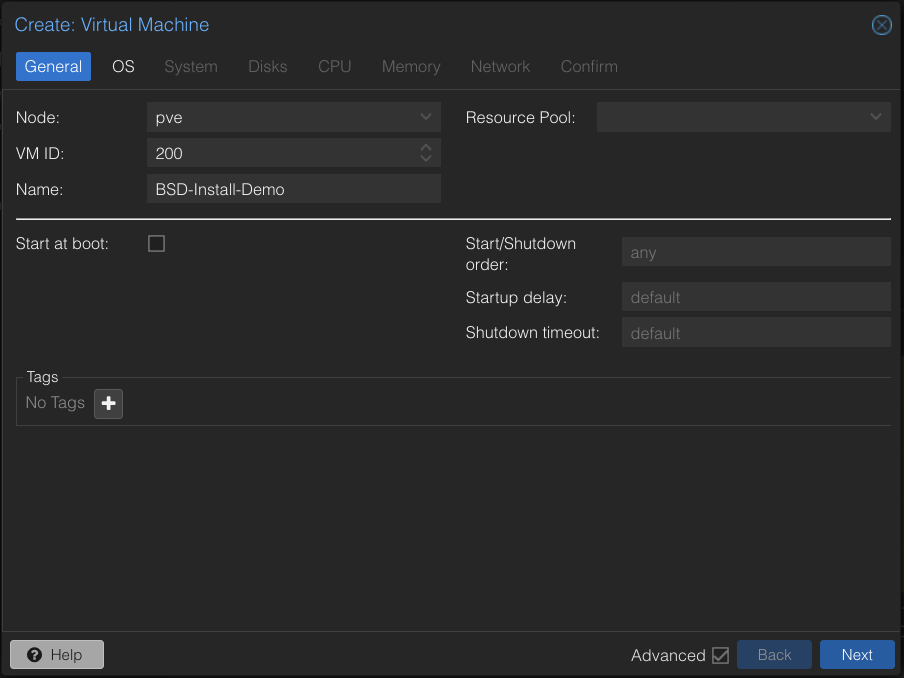 Create: Virtual Machine
General OS System Disks CPU Memory Network Confirm
Node: pve Resource Pool:
VM ID: 200
Name: BSD-Install-Demo
Start at boot: Start/Shutdown order: any
Startup delay: default
Shutdown timeout: default
Tags
No Tags
Help Advanced Back Next